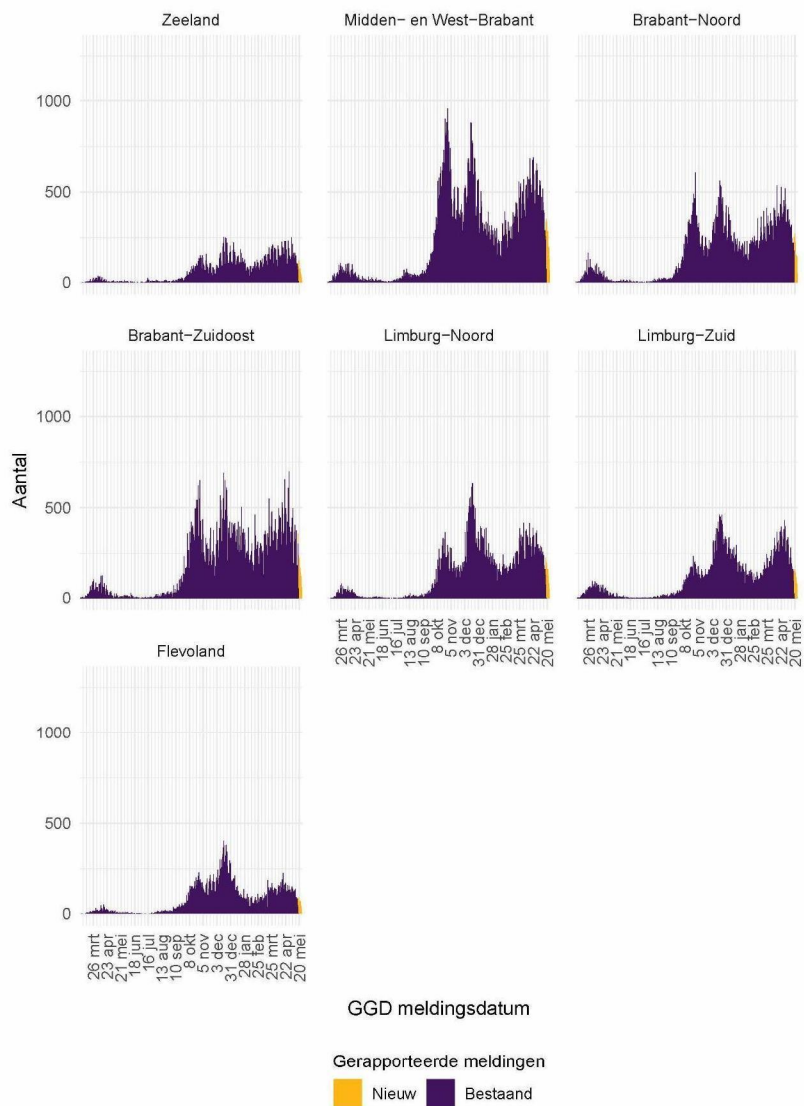 Zeeland
Midden- en West-Brabant
Brabant-Noord
1000
500
0
Brabant-Zuidoost
Limburg-Noord
Limburg-Zuid
1000
500
0
26 mrt
23 apr
21 mei
18 jun
16 jul
13 aug
10 sep
8 okt
5 nov
3 dec
31 dec
28 jan
25 feb
25 mrt
22 apr
20 mei
26 mrt
23 apr
21 mei
18 jun
16 jul
13 aug
10 sep
8 okt
5 nov
3 dec
31 dec
28 jan
25 feb
25 mrt
22 apr
20 mei
Aantal
Flevoland
1000
500
0
26 mrt
23 apr
21 mei
18 jun
16 jul
13 aug
10 sep
8 okt
5 nov
3 dec
31 dec
28 jan
25 feb
25 mrt
22 apr
20 mei
GGD meldingsdatum
Gerapporteerde meldingen
Nieuw Bestaand